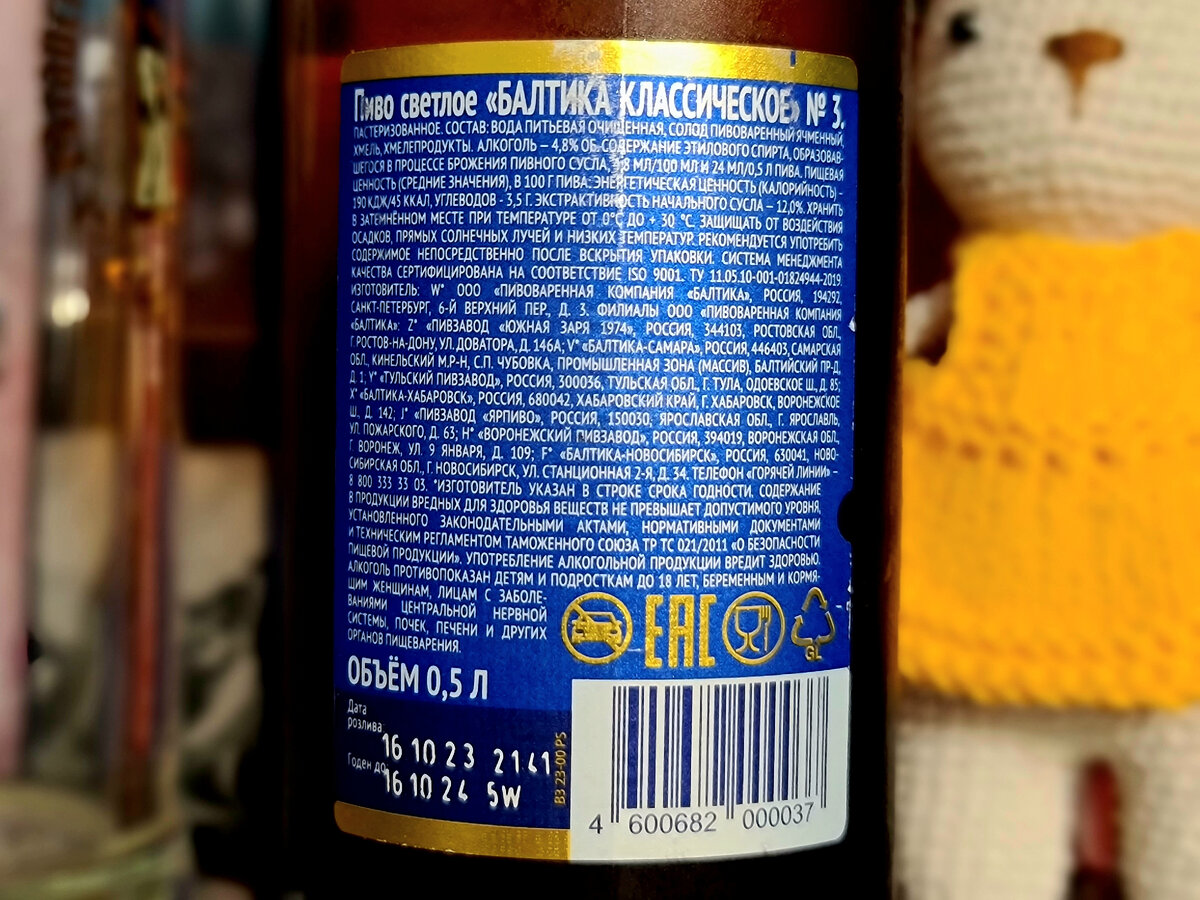 Пиво светлое «БАЛТИКА КЛАССИЧЕСКОЕ» № 3.
ПАСТЕРИЗОВАННОЕ. СОСТАВ: ВОДА ПИТЬЕВАЯ ОЧИЩЕННАЯ, СОЛОД ПИВОВАРЕННЫЙ ЯЧМЕННЫЙ,
ХМЕЛЬ, ХМЕЛЕПРОДУКТЫ. АЛКОГОЛЬ – 4,8% ОБ. СОДЕРЖАНИЕ ЭТИЛОВОГО СПИРТА, ОБРАЗОВАВ-
ШЕГОСЯ В ПРОЦЕССЕ БРОЖЕНИЯ ПИВНОГО СУСЛА, 4,8 МЛ/100 МЛ И 24 МЛ/0,5 Л ПИВА. ПИЩЕВАЯ
ЦЕННОСТЬ (СРЕДНИЕ ЗНАЧЕНИЯ), В 100 Г ПИВА: ЭНЕРГЕТИЧЕСКАЯ ЦЕННОСТЬ (КАЛОРИЙНОСТЬ) –
190 КДЖ/45 ККАЛ, УГЛЕВОДОВ - 3,5 Г. ЭКСТРАКТИВНОСТЬ НАЧАЛЬНОГО СУСЛА – 12,0%. ХРАНИТЬ
В ЗАТЕМНЁННОМ МЕСТЕ ПРИ ТЕМПЕРАТУРЕ ОТ 0°C ДО + 30 °C. ЗАЩИЩАТЬ ОТ ВОЗДЕЙСТВИЯ
ОСАДКОВ, ПРЯМЫХ СОЛНЕЧНЫХ ЛУЧЕЙ И НИЗКИХ ТЕМПЕРАТУР. РЕКОМЕНДУЕТСЯ УПОТРЕБИТЬ
СОДЕРЖИМОЕ НЕПОСРЕДСТВЕННО ПОСЛЕ ВСКРЫТИЯ УПАКОВКИ. СИСТЕМА МЕНЕДЖМЕНТА
КАЧЕСТВА СЕРТИФИЦИРОВАНА НА СООТВЕТСТВИЕ ISO 9001. ТУ 11.05.10-001-01824944-2019.
ИЗГОТОВИТЕЛЬ: W* ООО «ПИВОВАРЕННАЯ КОМПАНИЯ «БАЛТИКА», РОССИЯ, 194292,
САНКТ-ПЕТЕРБУРГ, 6-Й ВЕРХНИЙ ПЕР., Д. 3. ФИЛИАЛЫ ООО «ПИВОВАРЕННАЯ КОМПАНИЯ
«БАЛТИКА»: Z* «ПИВЗАВОД «ЮЖНАЯ ЗАРЯ 1974», РОССИЯ, 344103, РОСТОВСКАЯ ОБЛ.,
Г. РОСТОВ-НА-ДОНУ, УЛ. ДОВАТОРА, Д. 146А; V* «БАЛТИКА-САМАРА», РОССИЯ, 446403, САМАРСКАЯ
ОБЛ., КИНЕЛЬСКИЙ М.Р-Н, С.П. ЧУБОВКА, ПРОМЫШЛЕННАЯ ЗОНА (МАССИВ), БАЛТИЙСКИЙ ПР-Д,
Д. 1; Y* «ТУЛЬСКИЙ ПИВЗАВОД», РОССИЯ, 300036, ТУЛЬСКАЯ ОБЛ., Г. ТУЛА, ОДОЕВСКОЕ Ш., Д. 85;
X* «БАЛТИКА-ХАБАРОВСК», РОССИЯ, 680042, ХАБАРОВСКИЙ КРАЙ, Г. ХАБАРОВСК, ВОРОНЕЖСКОЕ
Ш., Д. 142; J* «ПИВЗАВОД «ЯРПИВО», РОССИЯ, 150030, ЯРОСЛАВСКАЯ ОБЛ., Г. ЯРОСЛАВЛЬ,
УЛ. ПОЖАРСКОГО, Д. 63; H* «ВОРОНЕЖСКИЙ ПИВЗАВОД», РОССИЯ, 394019, ВОРОНЕЖСКАЯ ОБЛ.,
Г. ВОРОНЕЖ, УЛ. 9 ЯНВАРЯ, Д. 109; F* «БАЛТИКА-НОВОСИБИРСК», РОССИЯ, 630041, НОВО-
СИБИРСКАЯ ОБЛ., Г. НОВОСИБИРСК, УЛ. СТАНЦИОННАЯ 2-Я, Д. 34. ТЕЛЕФОН «ГОРЯЧЕЙ ЛИНИИ» –
8 800 333 33 03. *ИЗГОТОВИТЕЛЬ УКАЗАН В СТРОКЕ СРОКА ГОДНОСТИ. СОДЕРЖАНИЕ
В ПРОДУКЦИИ ВРЕДНЫХ ДЛЯ ЗДОРОВЬЯ ВЕЩЕСТВ НЕ ПРЕВЫШАЕТ ДОПУСТИМОГО УРОВНЯ,
УСТАНОВЛЕННОГО ЗАКОНОДАТЕЛЬНЫМИ АКТАМИ, НОРМАТИВНЫМИ ДОКУМЕНТАМИ
И ТЕХНИЧЕСКИМ РЕГЛАМЕНТОМ ТАМОЖЕННОГО СОЮЗА ТР ТС 021/2011 «О БЕЗОПАСНОСТИ
ПИЩЕВОЙ ПРОДУКЦИИ». УПОТРЕБЛЕНИЕ АЛКОГОЛЬНОЙ ПРОДУКЦИИ ВРЕДИТ ЗДОРОВЬЮ.
АЛКОГОЛЬ ПРОТИВОПОКАЗАН ДЕТЯМ И ПОДРОСТКАМ ДО 18 ЛЕТ, БЕРЕМЕННЫМ И КОРМЯ-
ЩИМ ЖЕНЩИНАМ, ЛИЦАМ С ЗАБОЛЕ-
ВАНИЯМИ ЦЕНТРАЛЬНОЙ НЕРВНОЙ
СИСТЕМЫ, ПОЧЕК, ПЕЧЕНИ И ДРУГИХ
ОРГАНОВ ПИЩЕВАРЕНИЯ.
EAC
GL
ОБЪЁМ 0,5 Л
Дата
розлива
16 10 23 2141
Годен до
16 10 24 5W
B3 23-00 PS
4 600682 000037